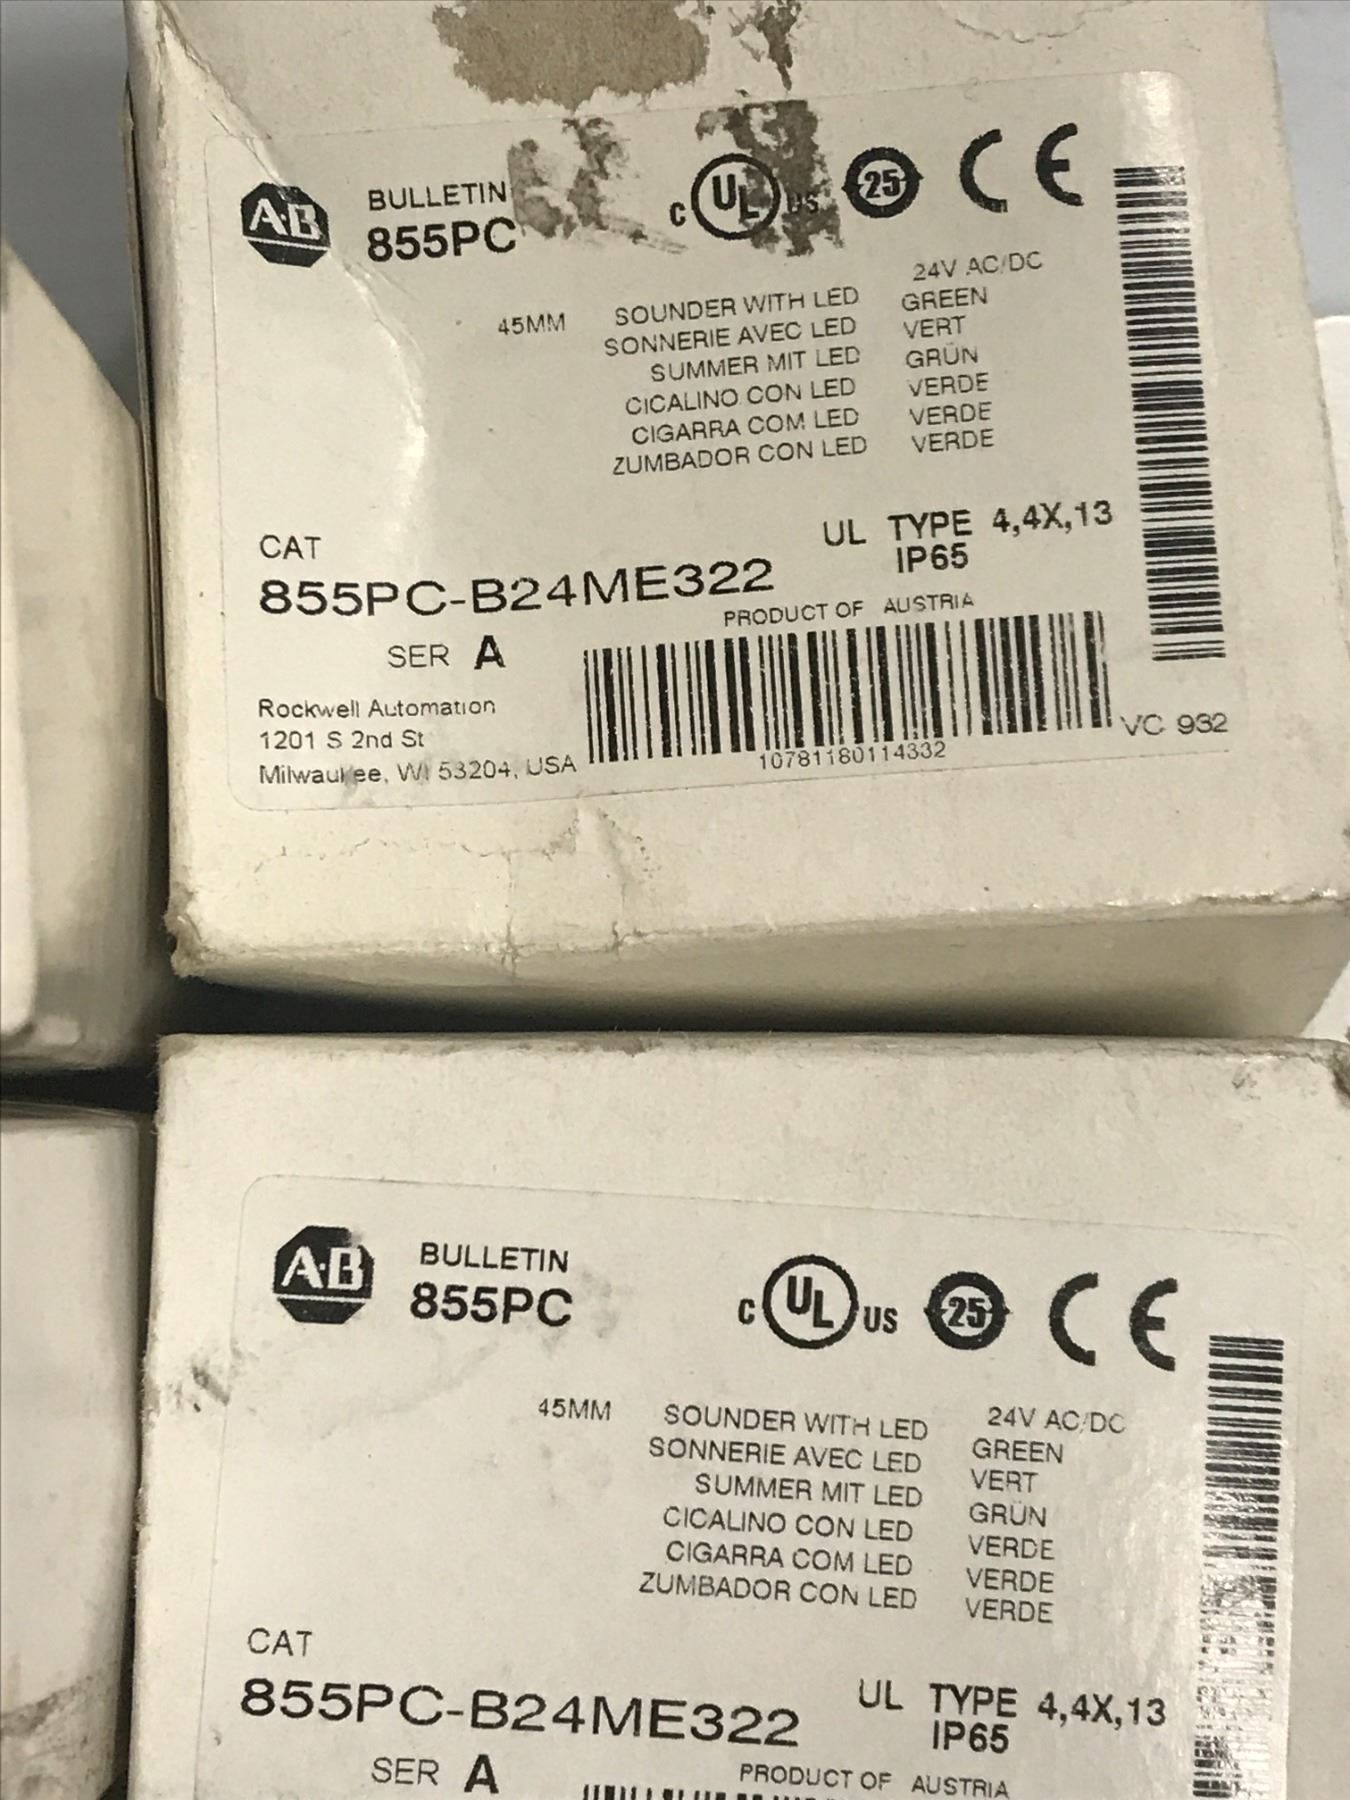 A-B BULLETIN
855PC
C UL US 25 CE
24V AC/DC
45MM SOUNDER WITH LED GREEN
SONNERIE AVEC LED VERT
SUMMER MIT LED GRÜN
CICALINO CON LED VERDE
CIGARRA COM LED VERDE
ZUMBADOR CON LED VERDE
UL TYPE 4,4X,13
IP65
CAT
855PC-B24ME322
PRODUCT OF AUSTRIA
SER A
Rockwell Automation
1201 S 2nd St
Milwaukee, WI 53204, USA
10781180114332
VC 932
A-B BULLETIN
855PC
C UL US 25 CE
45MM SOUNDER WITH LED 24V AC/DC
SONNERIE AVEC LED GREEN
SUMMER MIT LED VERT
CICALINO CON LED GRÜN
CIGARRA COM LED VERDE
ZUMBADOR CON LED VERDE
VERDE
CAT
855PC-B24ME322
UL TYPE 4,4X,13
IP65
SER A
PRODUCT OF AUSTRIA